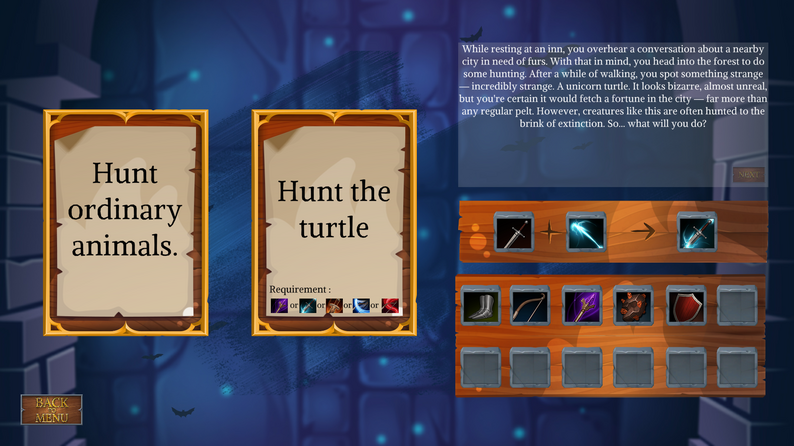 While resting at an inn, you overhear a conversation about a nearby
city in need of furs. With that in mind, you head into the forest to do
some hunting. After a while of walking, you spot something strange
— incredibly strange. A unicorn turtle. It looks bizarre, almost unreal,
but you're certain it would fetch a fortune in the city — far more than
any regular pelt. However, creatures like this are often hunted to the
brink of extinction. So... what will you do?
Hunt
ordinary
animals.
Hunt the
turtle
Requirement :
or or or or
BACK
TO
MENU